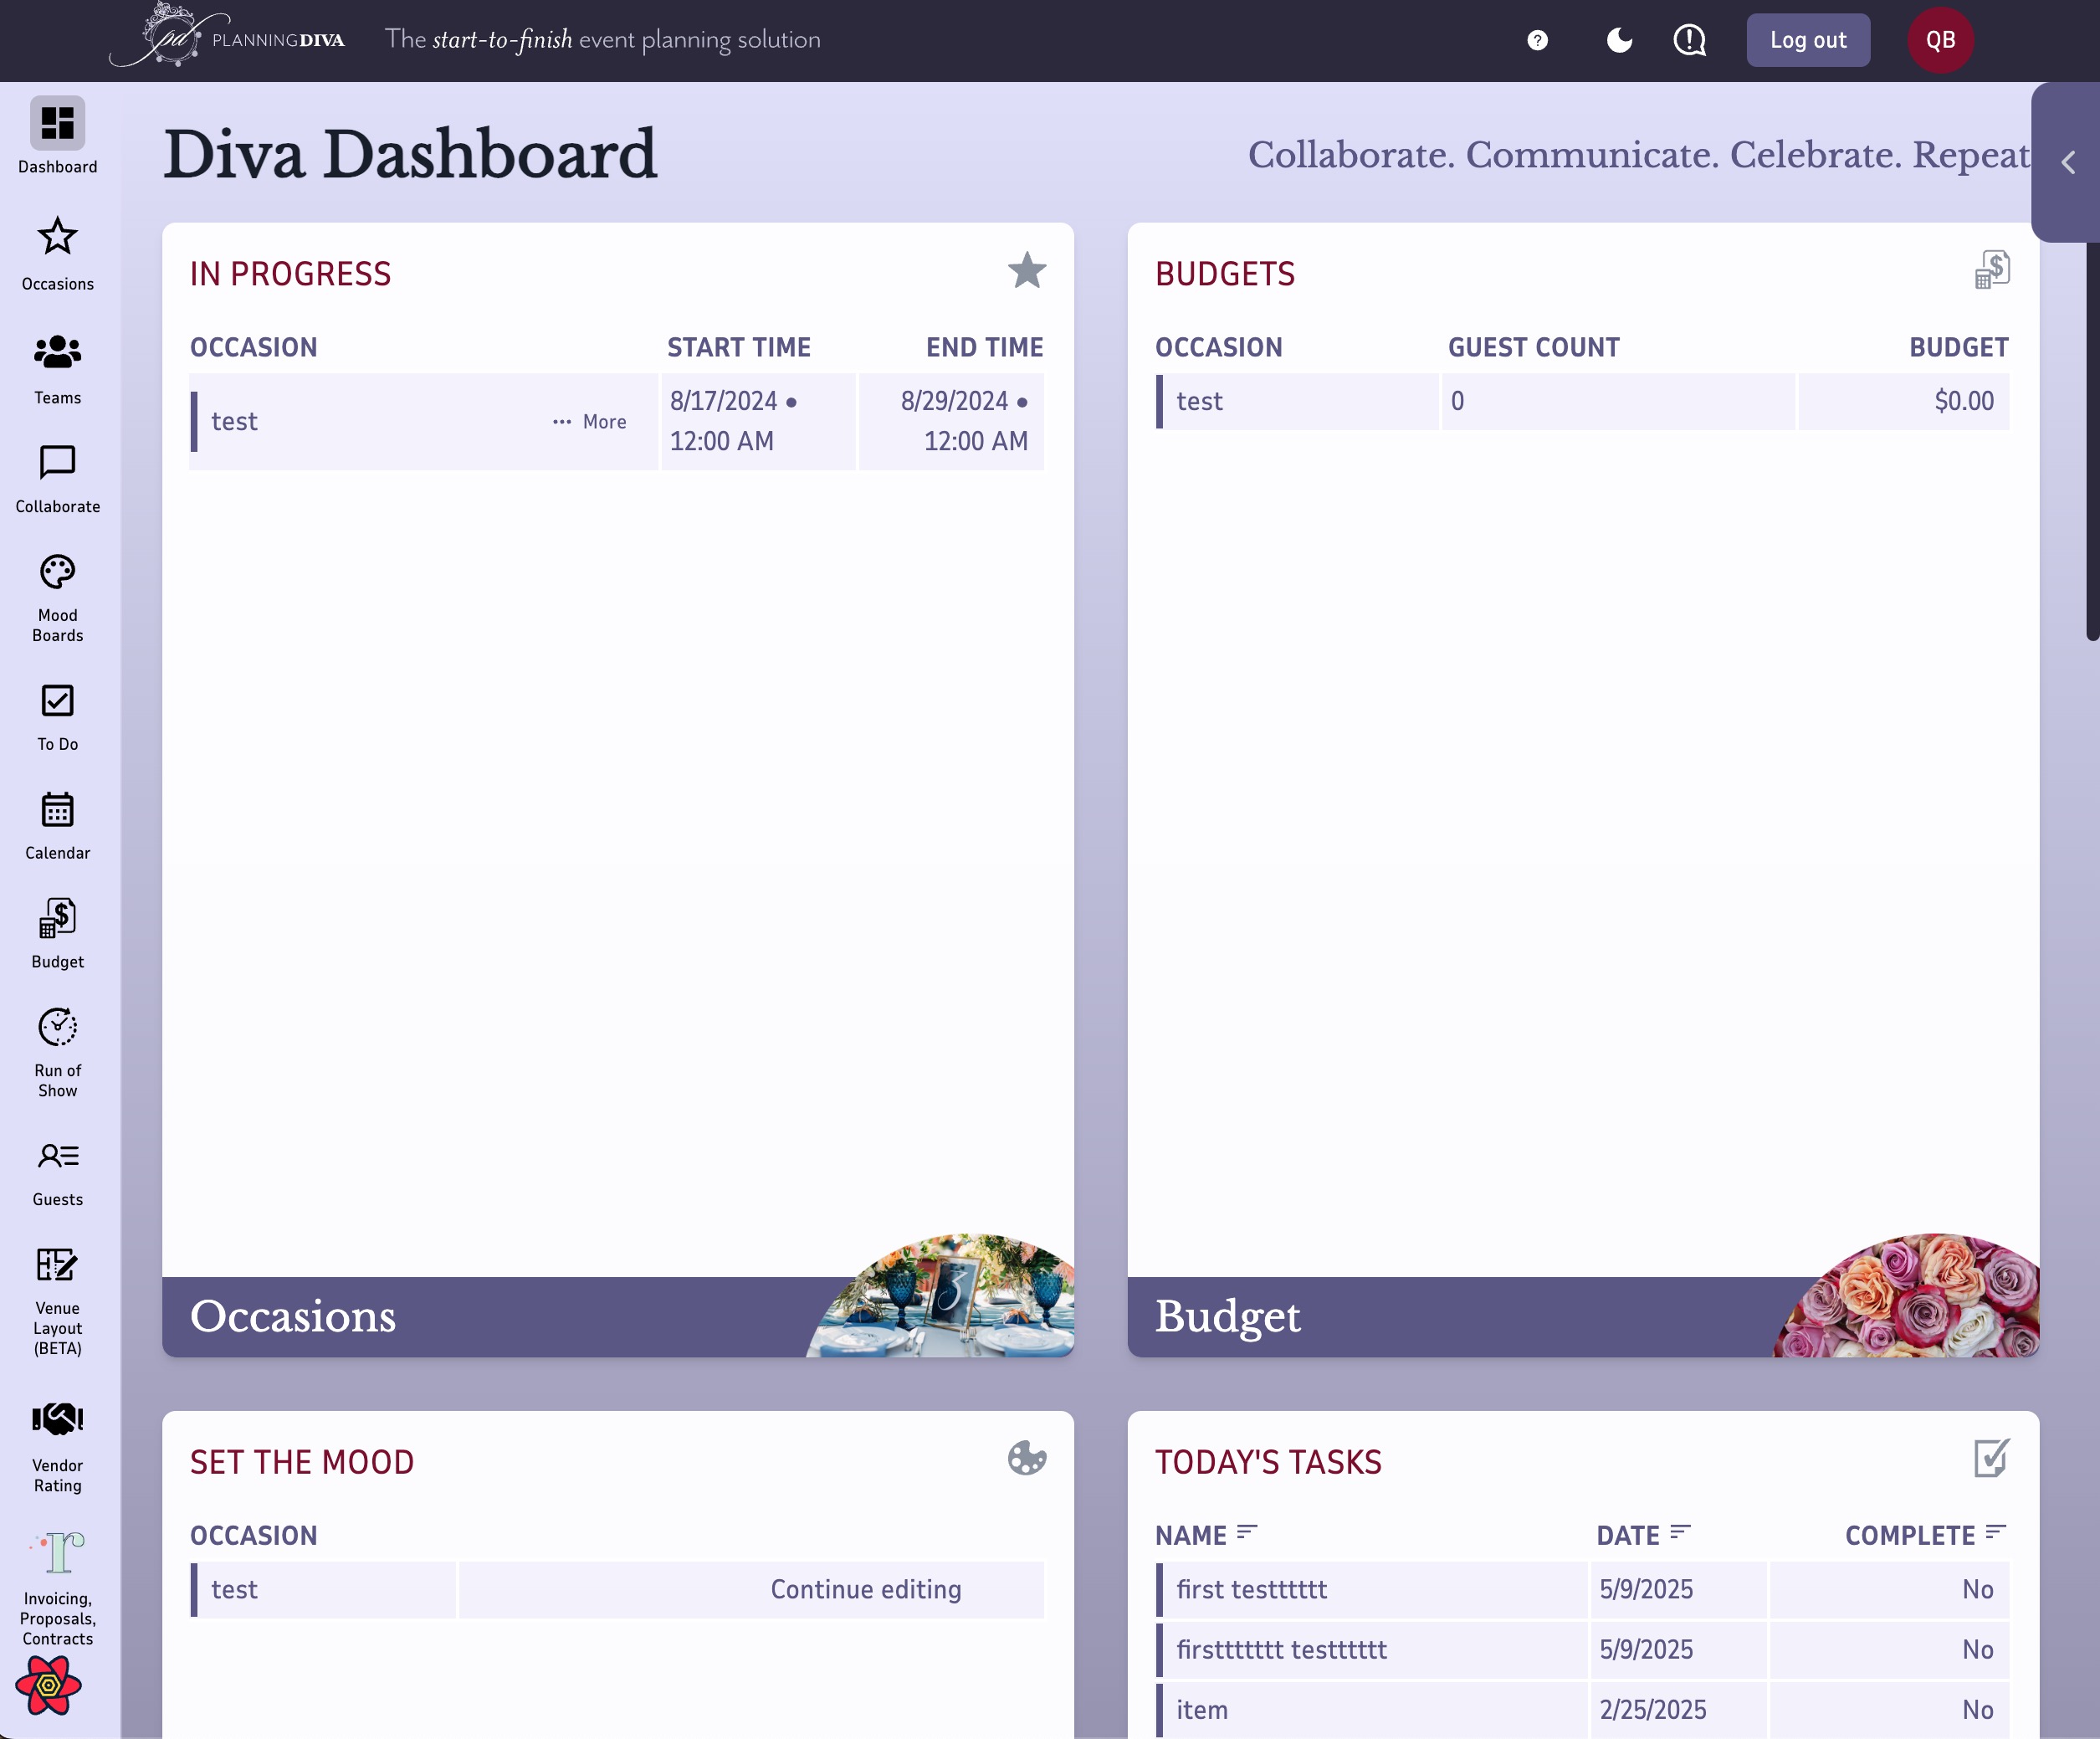 pd PLANNINGDIVA The start-to-finish event planning solution
? Log out QB
Dashboard
Occasions
Teams
Collaborate
Mood
Boards
To Do
Calendar
Budget
Run of
Show
Guests
Venue
Layout
(BETA)
Vendor
Rating
r
Invoicing,
Proposals,
Contracts
Diva Dashboard
Collaborate. Communicate. Celebrate. Repeat
IN PROGRESS
OCCASION START TIME END TIME
test ••• More 8/17/2024 • 8/29/2024 •
12:00 AM 12:00 AM
3
Occasions
BUDGETS
OCCASION GUEST COUNT BUDGET
test 0 $0.00
Budget
SET THE MOOD
OCCASION
test Continue editing
TODAY'S TASKS
NAME DATE COMPLETE
first testttttt 5/9/2025 No
firsttttttt testttttt 5/9/2025 No
item 2/25/2025 No